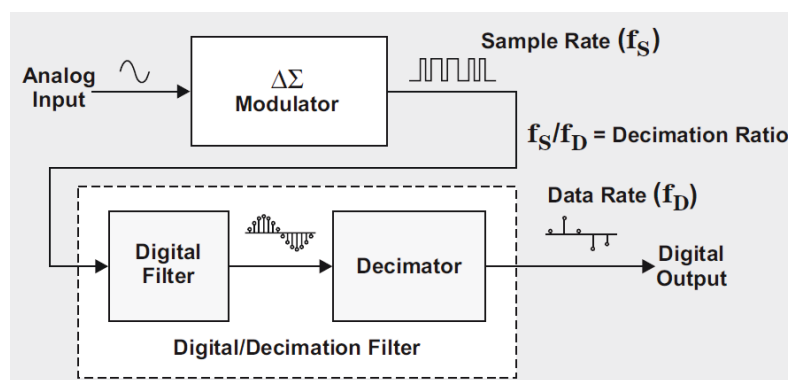 Analog
Input
ΔΣ
Modulator
Sample Rate (fS)
fS/fD = Decimation Ratio
Data Rate (fD)
Digital
Filter
Decimator
Digital
Output
Digital/Decimation Filter